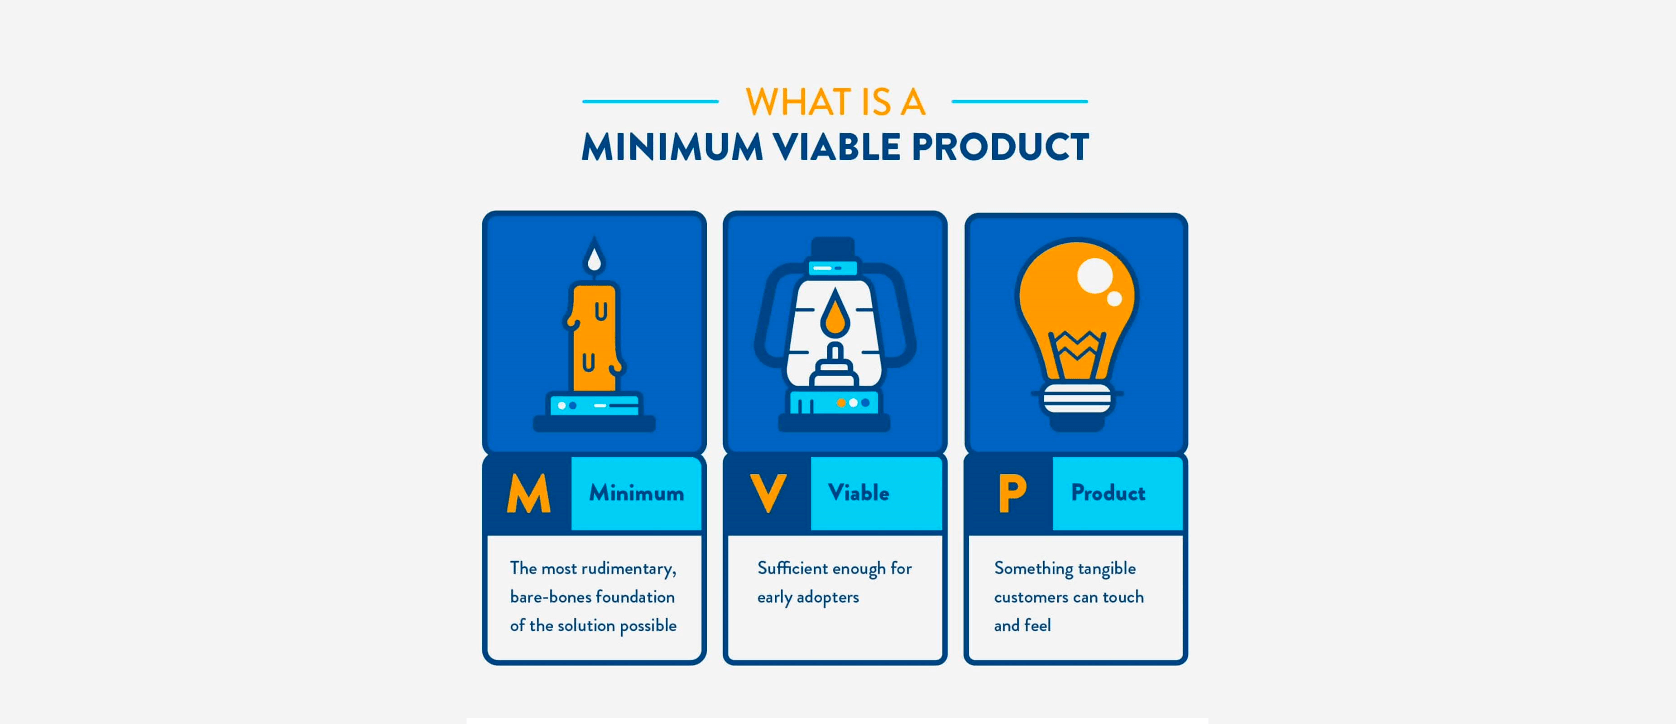 WHAT IS A
MINIMUM VIABLE PRODUCT
M
Minimum
The most rudimentary,
bare-bones foundation
of the solution possible
V
Viable
Sufficient enough for
early adopters
P
Product
Something tangible
customers can touch
and feel